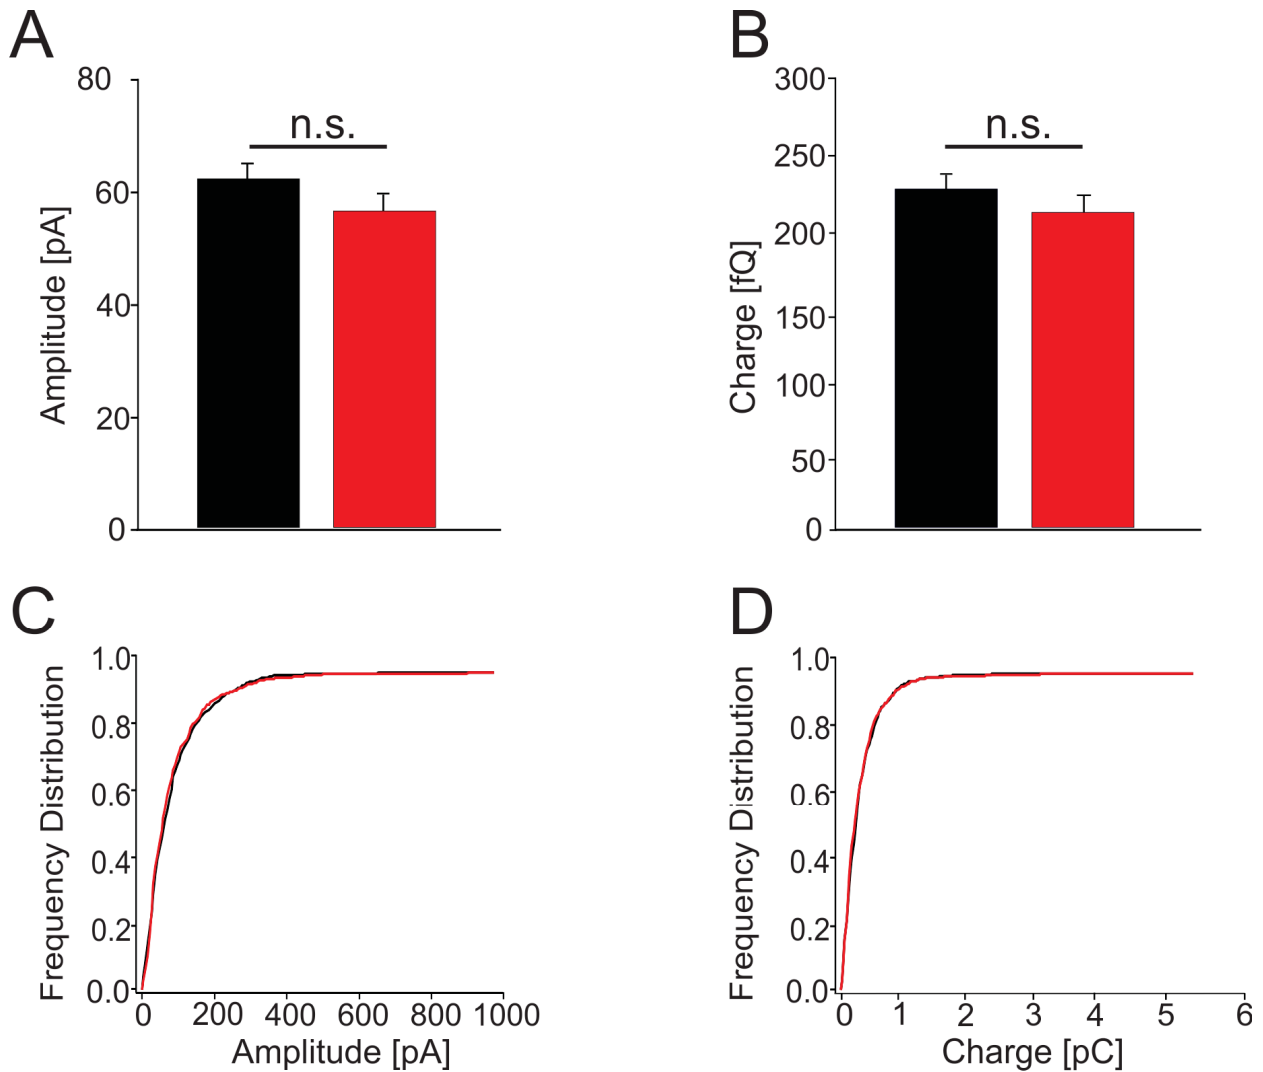 A
80
60
40
20
0
Amplitude [pA]
n.s.
B
300
250
200
150
100
50
0
Charge [fQ]
n.s.
C
1.0
0.8
0.6
0.4
0.2
0.0
Frequency Distribution
0 200 400 600 800 1000
Amplitude [pA]
D
1.0
0.8
0.6
0.4
0.2
0.0
Frequency Distribution
0 1 2 3 4 5 6
Charge [pC]